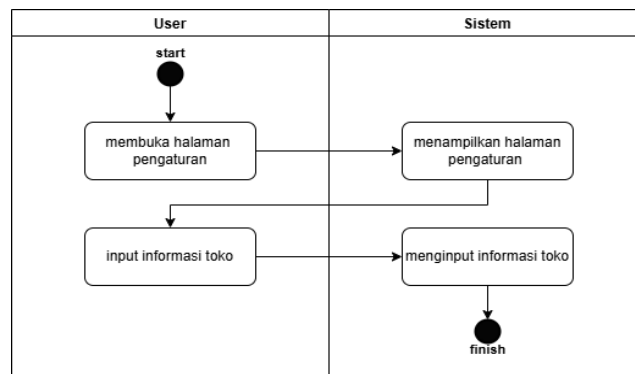 User
Sistem
start
membuka halaman
pengaturan
menampilkan halaman
pengaturan
input informasi toko
menginput informasi toko
finish